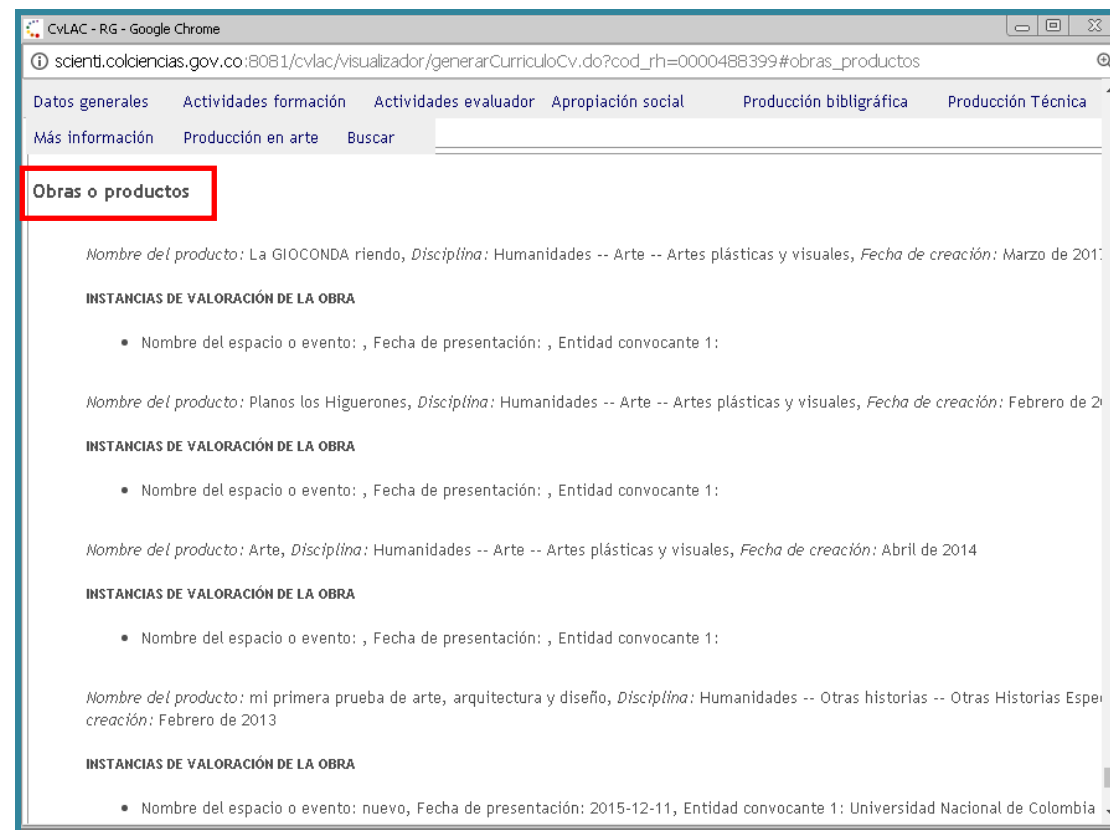 CvLAC - RG - Google Chrome
scienti.colciencias.gov.co:8081/cvlac/visualizador/generarCurriculoCv.do?cod_rh=0000488399#obras_productos
Datos generales Actividades formación Actividades evaluador Apropiación social Producción bibligráfica Producción Técnica
Más información Producción en arte Buscar
Obras o productos
Nombre del producto: La GIOCONDA riendo, Disciplina: Humanidades -- Arte -- Artes plásticas y visuales, Fecha de creación: Marzo de 201
INSTANCIAS DE VALORACIÓN DE LA OBRA
• Nombre del espacio o evento: , Fecha de presentación: , Entidad convocante 1:
Nombre del producto: Planos los Higuerones, Disciplina: Humanidades -- Arte -- Artes plásticas y visuales, Fecha de creación: Febrero de 2
INSTANCIAS DE VALORACIÓN DE LA OBRA
• Nombre del espacio o evento: , Fecha de presentación: , Entidad convocante 1:
Nombre del producto: Arte, Disciplina: Humanidades -- Arte -- Artes plásticas y visuales, Fecha de creación: Abril de 2014
INSTANCIAS DE VALORACIÓN DE LA OBRA
• Nombre del espacio o evento: , Fecha de presentación: , Entidad convocante 1:
Nombre del producto: mi primera prueba de arte, arquitectura y diseño, Disciplina: Humanidades -- Otras historias -- Otras Historias Espe
creación: Febrero de 2013
INSTANCIAS DE VALORACIÓN DE LA OBRA
• Nombre del espacio o evento: nuevo, Fecha de presentación: 2015-12-11, Entidad convocante 1: Universidad Nacional de Colombia